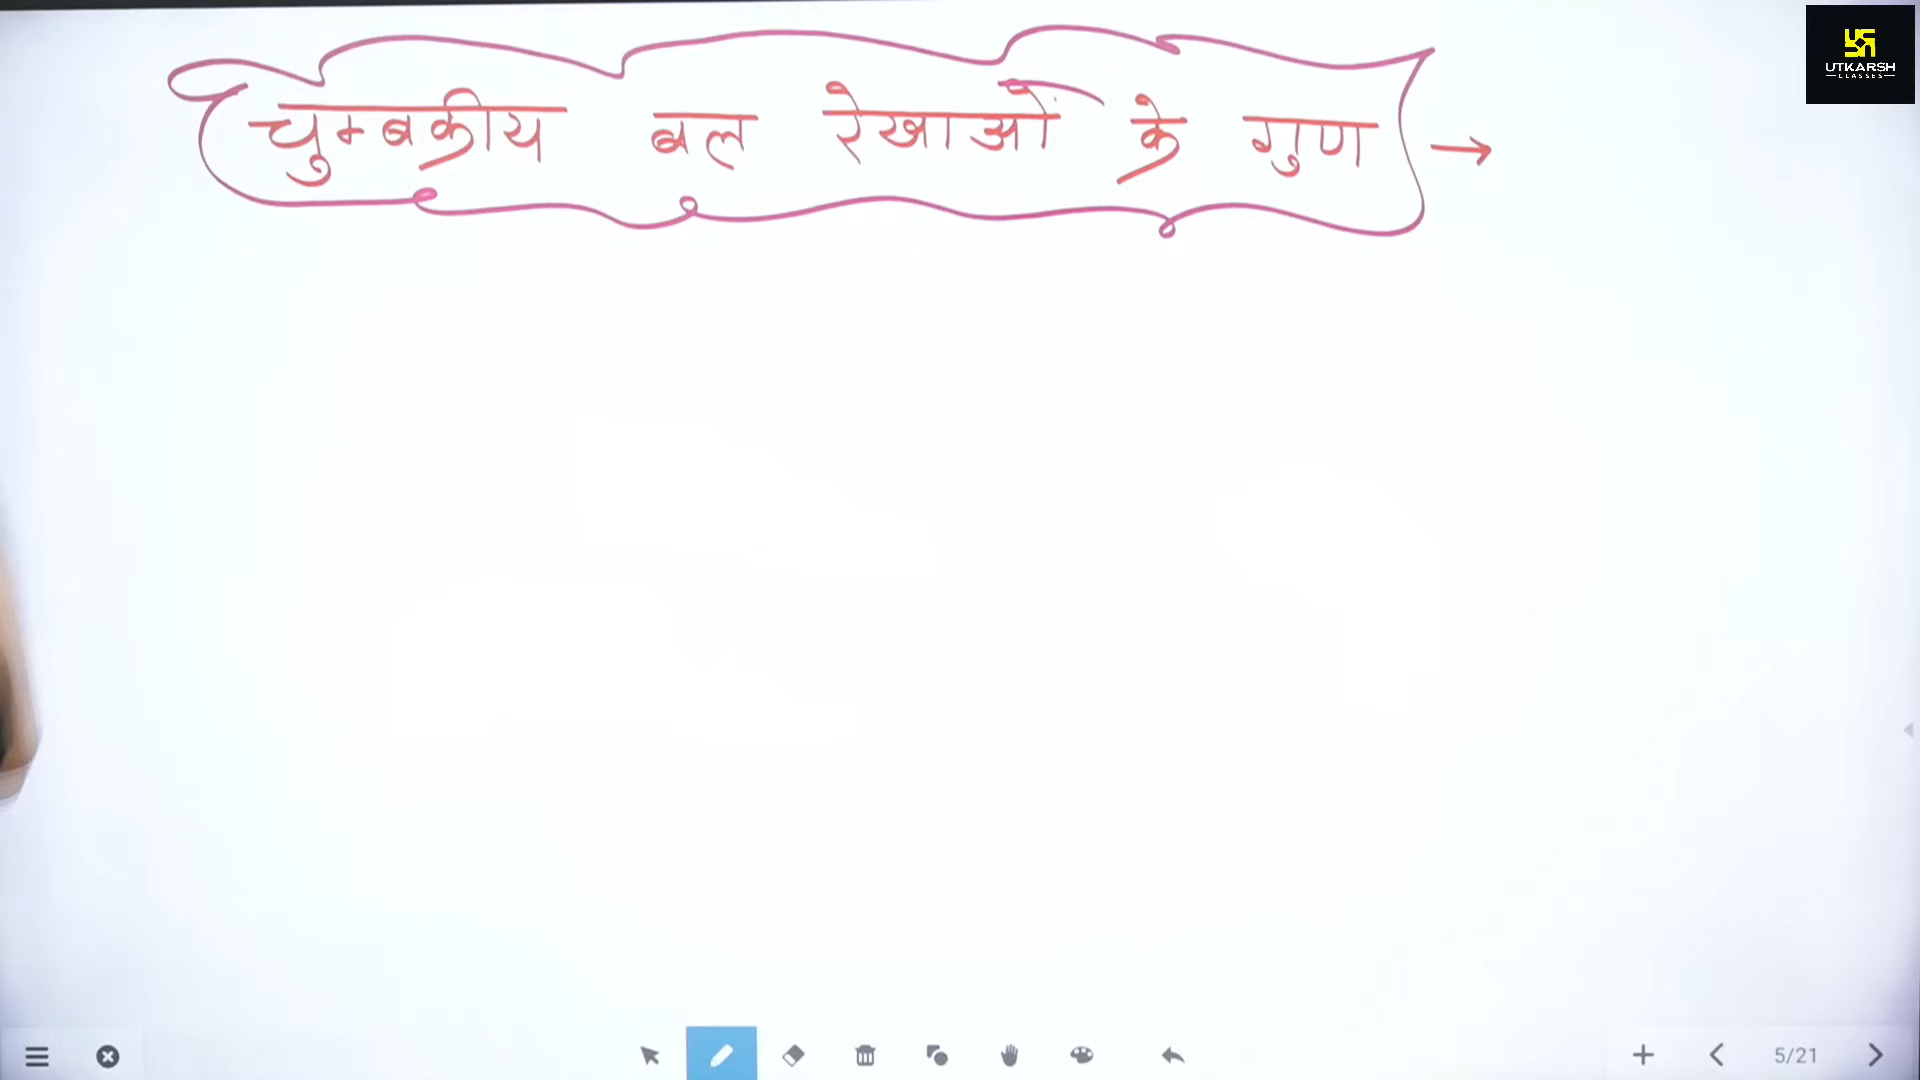 UTKARSH
CLASSES
चुम्बकीय बल रेखाओं के गुण →
5/21